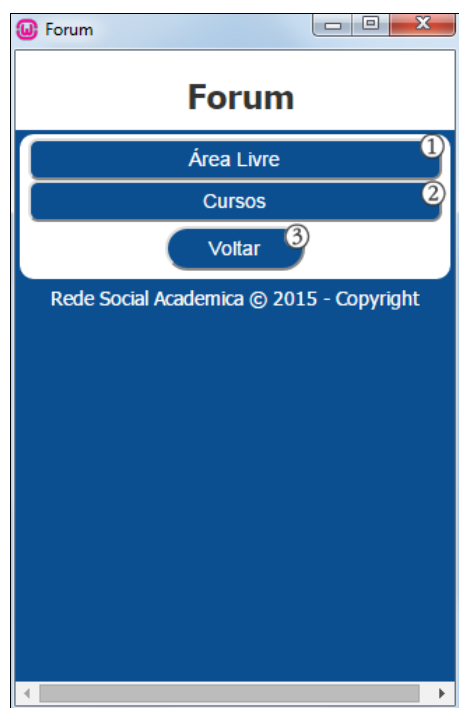 Forum
Forum
Área Livre 1
Cursos 2
Voltar 3
Rede Social Academica © 2015 - Copyright